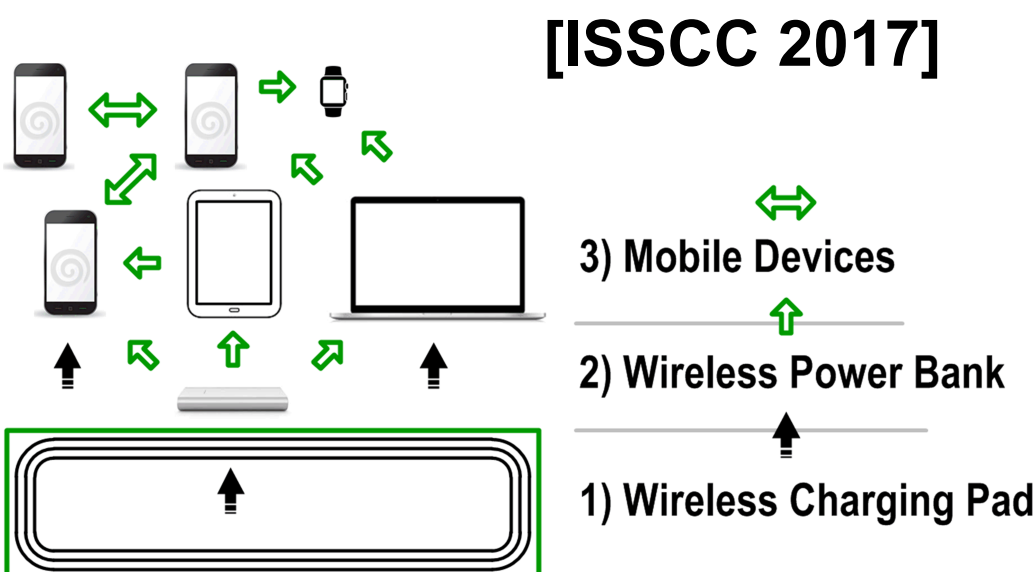 [ISSCC 2017]
3) Mobile Devices
2) Wireless Power Bank
1) Wireless Charging Pad